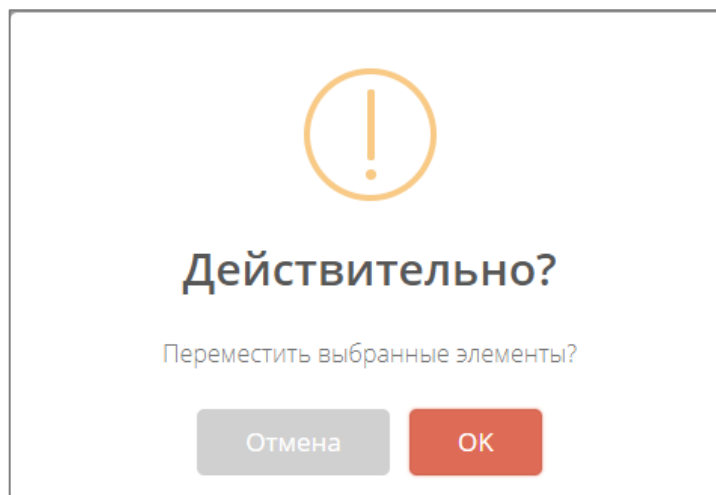 Действительно?
Переместить выбранные элементы?
Отмена
OK